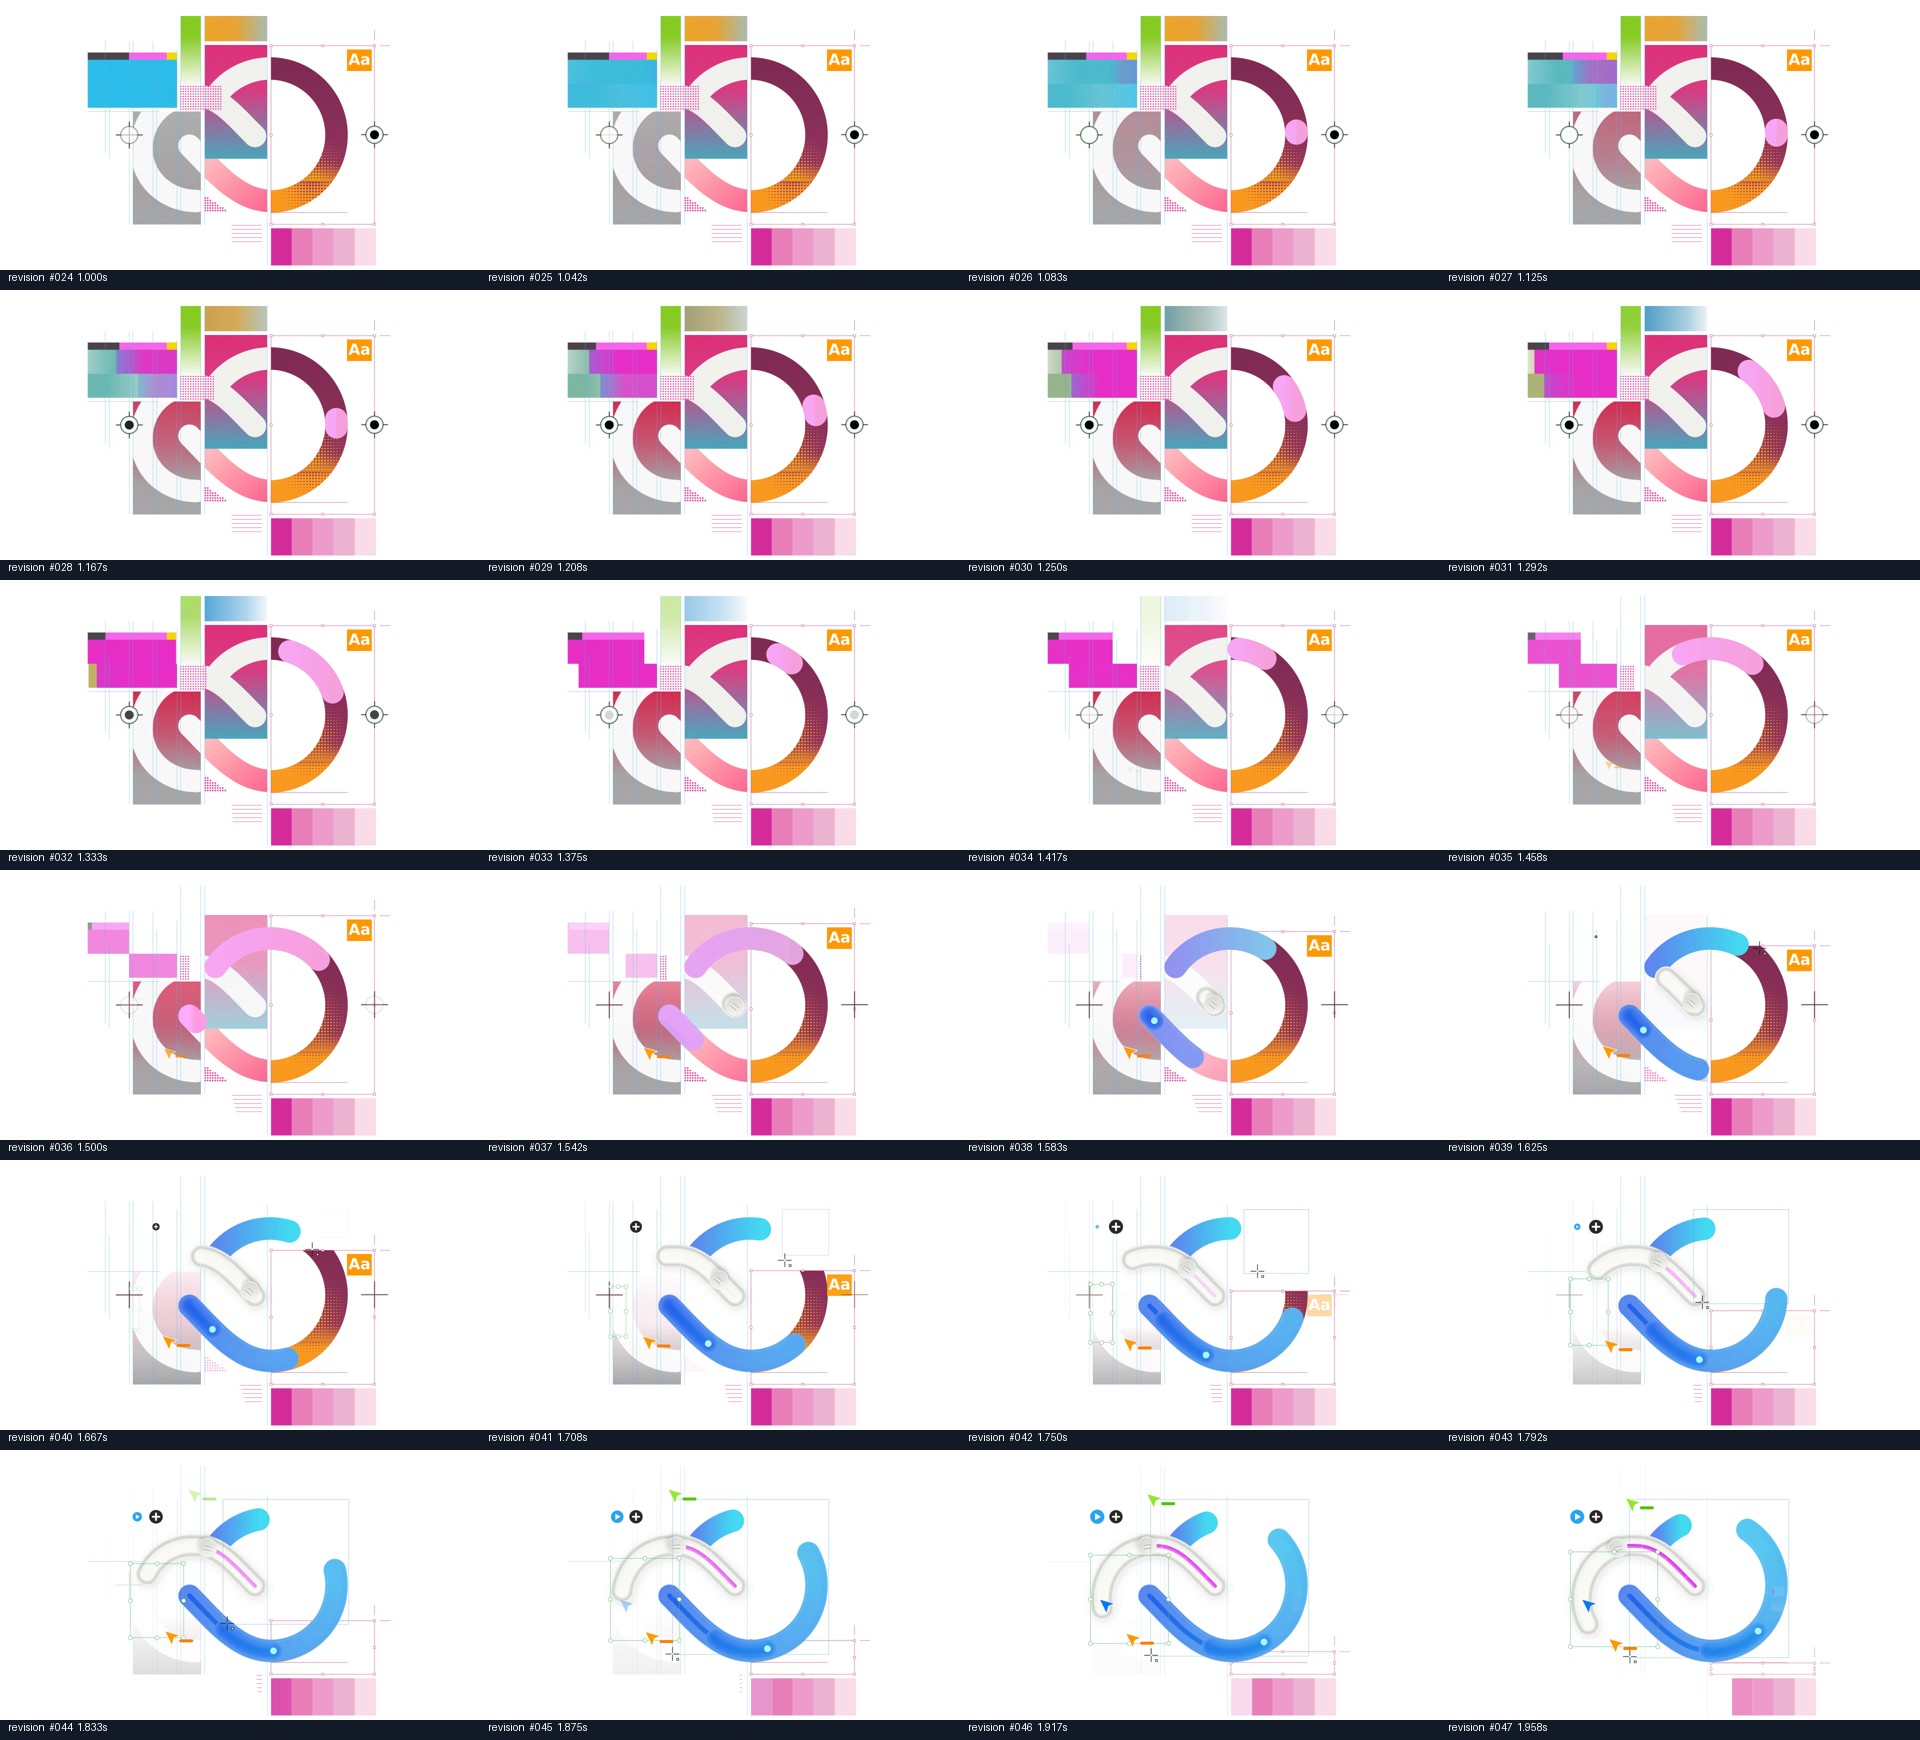 Aa Aa Aa Aa
revision #024 1.000s revision #025 1.042s revision #026 1.083s revision #027 1.125s
Aa Aa Aa Aa
revision #028 1.167s revision #029 1.208s revision #030 1.250s revision #031 1.292s
Aa Aa Aa Aa
revision #032 1.333s revision #033 1.375s revision #034 1.417s revision #035 1.458s
Aa Aa Aa Aa
revision #036 1.500s revision #037 1.542s revision #038 1.583s revision #039 1.625s
Aa Aa Aa
revision #040 1.667s revision #041 1.708s revision #042 1.750s revision #043 1.792s
revision #044 1.833s revision #045 1.875s revision #046 1.917s revision #047 1.958s